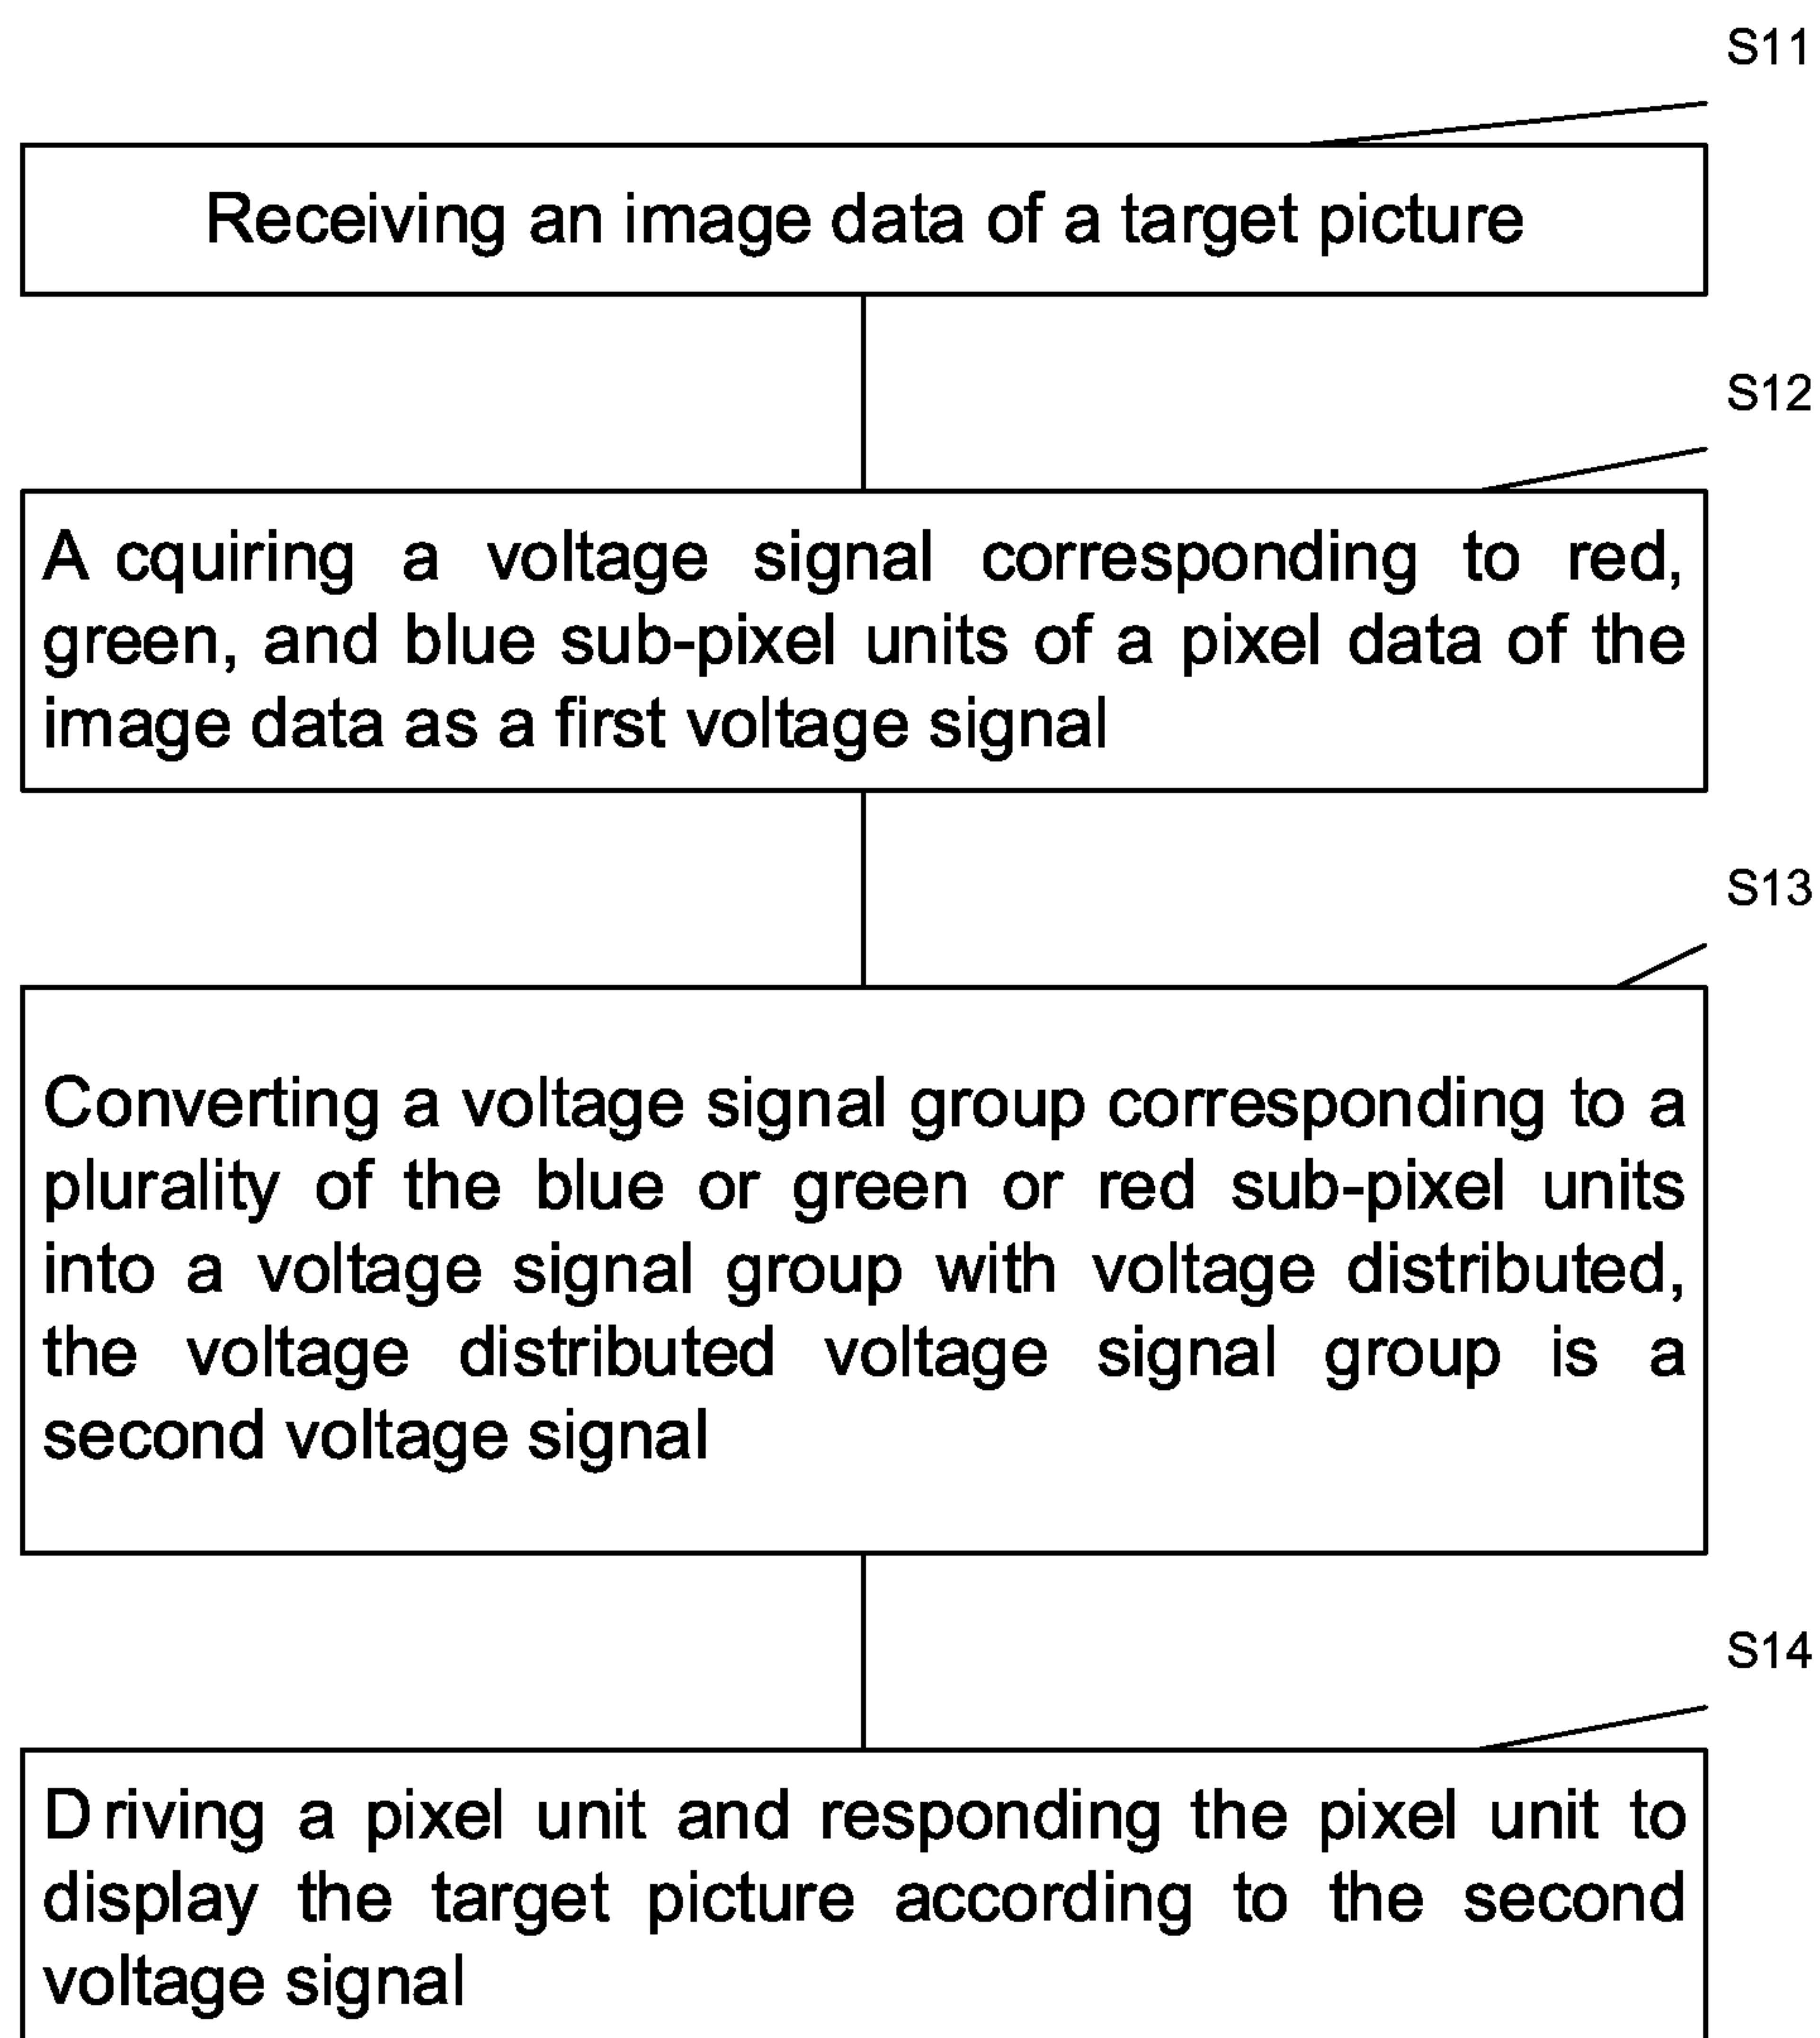 S11
Receiving an image data of a target picture
S12
A cquiring a voltage signal corresponding to red,
green, and blue sub-pixel units of a pixel data of the
image data as a first voltage signal
S13
Converting a voltage signal group corresponding to a
plurality of the blue or green or red sub-pixel units
into a voltage signal group with voltage distributed,
the voltage distributed voltage signal group is a
second voltage signal
S14
D riving a pixel unit and responding the pixel unit to
display the target picture according to the second
voltage signal